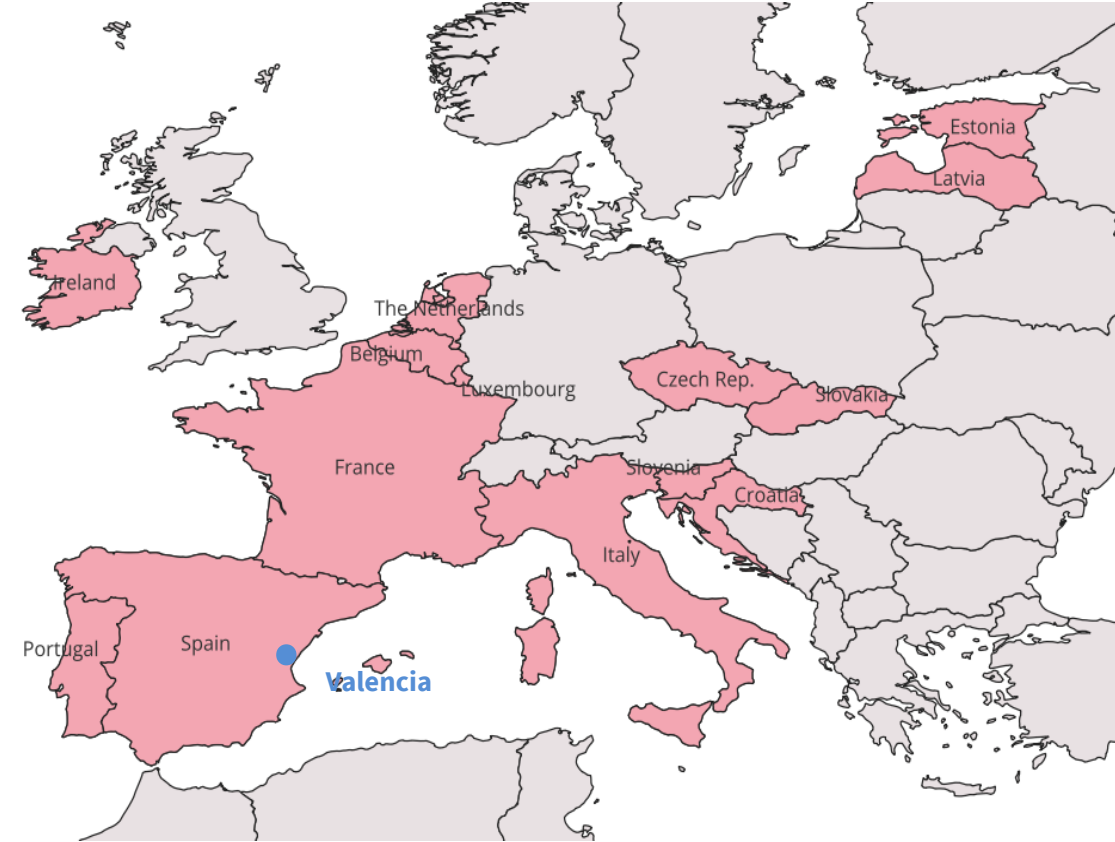 Estonia
Latvia
Ireland
The Netherlands
Belgium
Czech Rep.
Luxembourg
Slovakia
France
Slovenia
Croatia
Italy
Spain
Portugal
Valencia